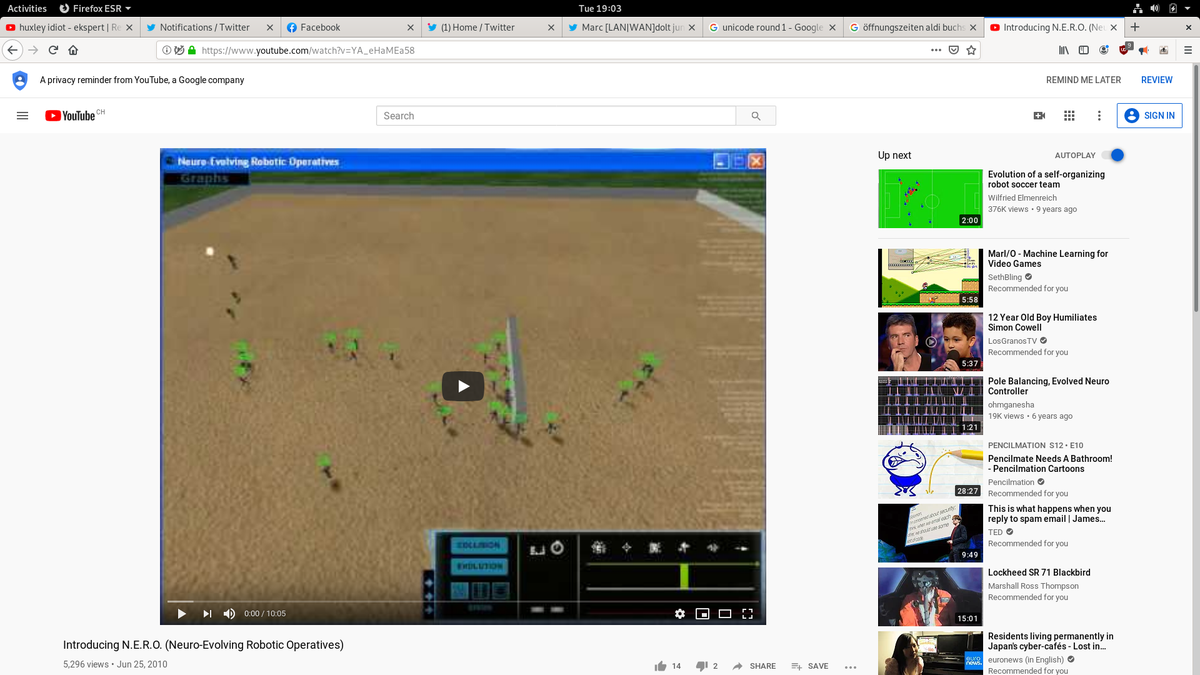 Activities Firefox ESR Tue 19:03
huxley idiot - ekspert | Re
Notifications / Twitter
Facebook
(1) Home / Twitter
Marc [LAN|WAN]dolt ju
unicode round 1 - Google
öffnungszeiten aldi buchs
Introducing N.E.R.O. (Ne
https://www.youtube.com/watch?v=YA_eHaMEa58
A privacy reminder from YouTube, a Google company
REMIND ME LATER REVIEW
YouTube CH
Search
SIGN IN
Neuro-Evolving Robotic Operatives
Graphs
COLLISION
EVOLUTION
0:00 / 10:05
Introducing N.E.R.O. (Neuro-Evolving Robotic Operatives)
5,296 views • Jun 25, 2010
14 2 SHARE SAVE
Up next AUTOPLAY
2:00
Evolution of a self-organizing
robot soccer team
Wilfried Elmenreich
376K views • 9 years ago
5:58
MarI/O - Machine Learning for
Video Games
SethBling
Recommended for you
5:37
12 Year Old Boy Humiliates
Simon Cowell
LosGranosTV
Recommended for you
1:21
Pole Balancing, Evolved Neuro
Controller
ohmganesha
19K views • 6 years ago
28:27
PENCILMATION S12 • E10
Pencilmate Needs A Bathroom!
- Pencilmation Cartoons
Pencilmation
Recommended for you
9:49
This is what happens when you
reply to spam email | James...
TED
Recommended for you
15:01
Lockheed SR 71 Blackbird
Marshall Ross Thompson
Recommended for you
euro
news.
Residents living permanently in
Japan's cyber-cafés - Lost in...
euronews (in English)
Recommended for you